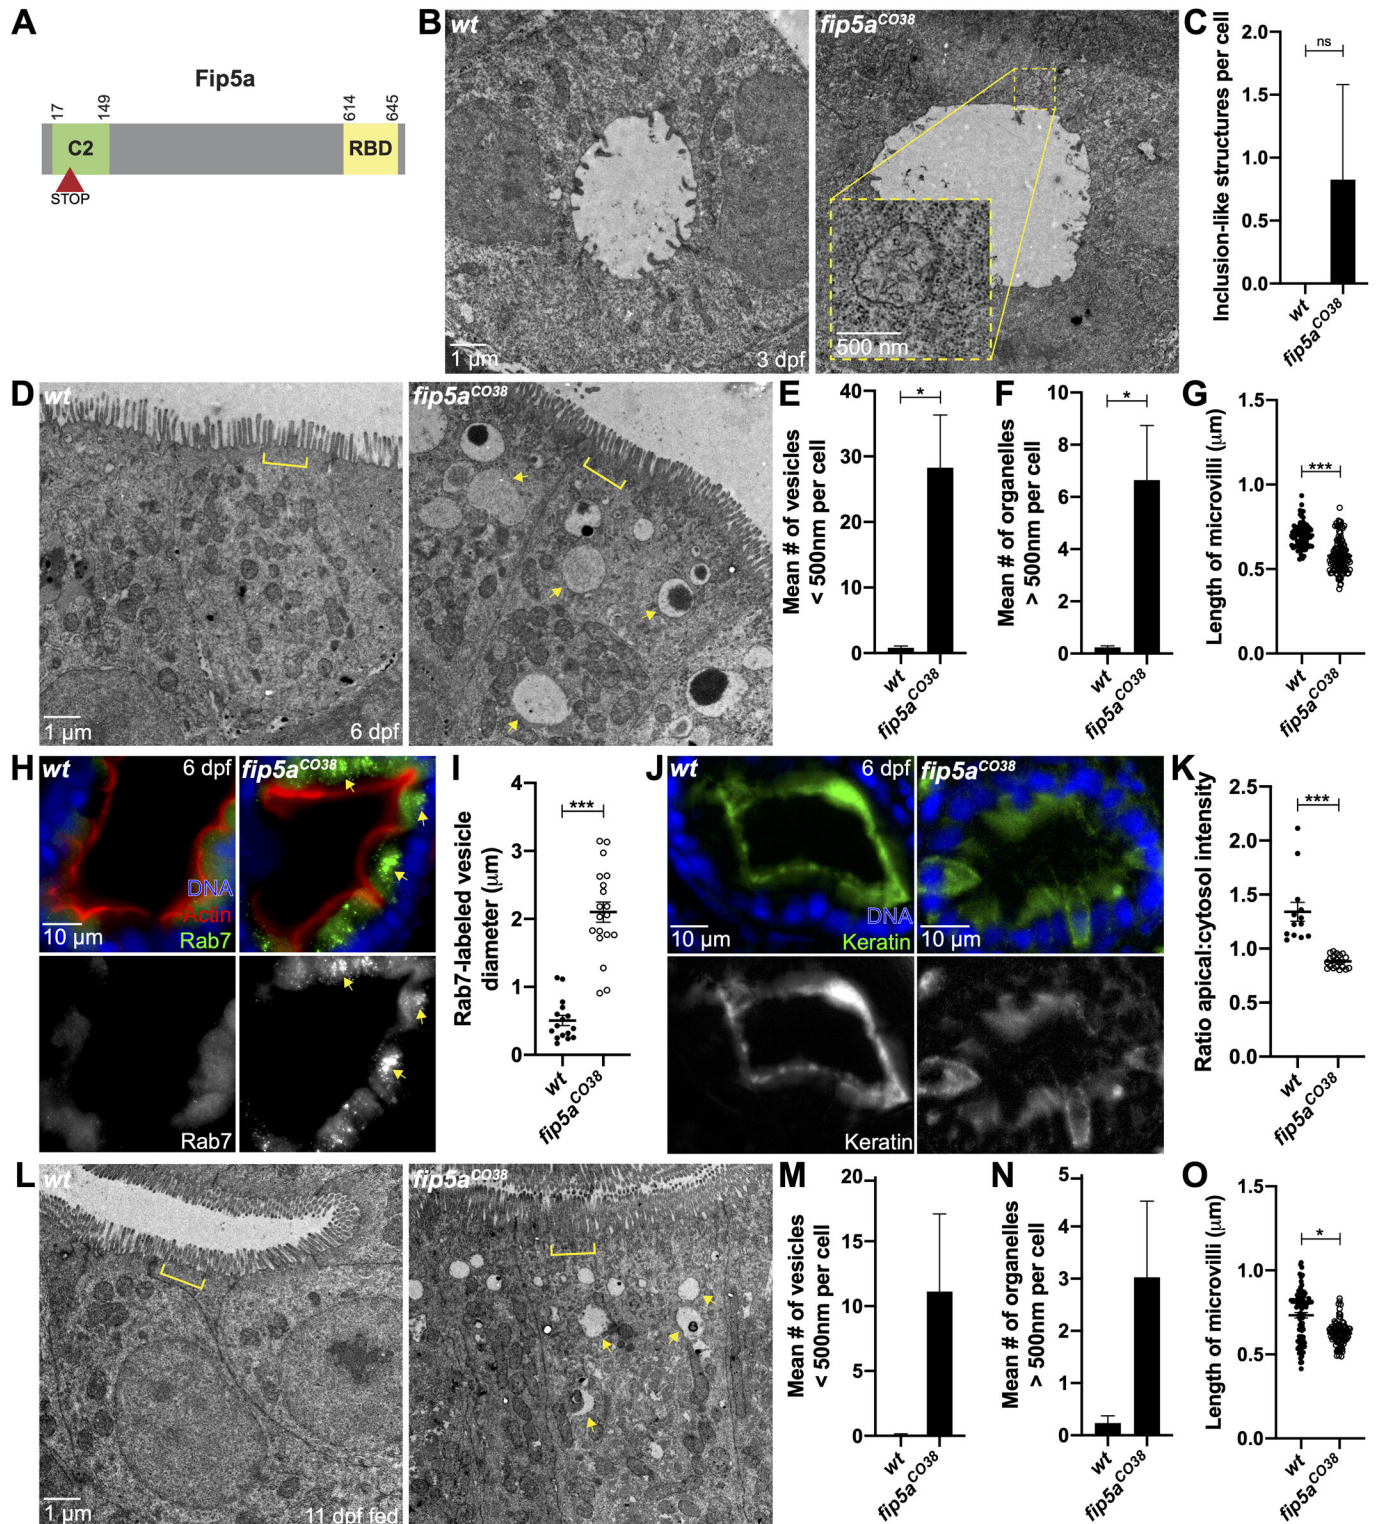 A
Fip5a
17
149
614
645
C2
RBD
STOP
B
wt
1 µm
3 dpf
fip5aCO38
500 nm
C
Inclusion-like structures per cell
2.0
1.5
1.0
0.5
0.0
ns
wt
fip5aCO38
D
wt
1 µm
6 dpf
fip5aCO38
E
Mean # of vesicles
< 500nm per cell
40
30
20
10
0
*
wt
fip5aCO38
F
Mean # of organelles
> 500nm per cell
10
8
6
4
2
0
*
wt
fip5aCO38
G
Length of microvilli (µm)
1.5
1.0
0.5
0.0
***
wt
fip5aCO38
H
wt
6 dpf
DNA
Actin
Rab7
10 µm
fip5aCO38
Rab7
I
Rab7-labeled vesicle
diameter (µm)
4
3
2
1
0
***
wt
fip5aCO38
J
wt
6 dpf
DNA
Keratin
10 µm
fip5aCO38
10 µm
Keratin
K
Ratio apical:cytosol intensity
2.5
2.0
1.5
1.0
0.5
0.0
***
wt
fip5aCO38
L
wt
1 µm
11 dpf fed
fip5aCO38
M
Mean # of vesicles
< 500nm per cell
20
15
10
5
0
wt
fip5aCO38
N
Mean # of organelles
> 500nm per cell
5
4
3
2
1
0
wt
fip5aCO38
O
Length of microvilli (µm)
1.5
1.0
0.5
0.0
*
wt
fip5aCO38